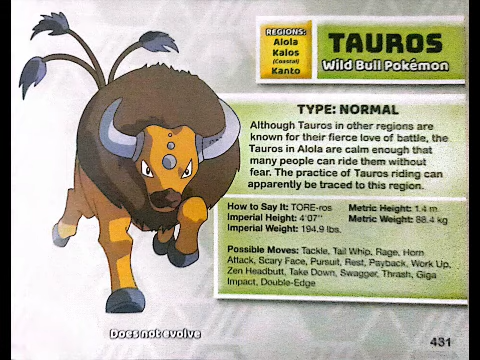 REGIONS:
Alola
Kalos
(Coastal)
Kanto
TAUROS
Wild Bull Pokémon
TYPE: NORMAL
Although Tauros in other regions are
known for their fierce love of battle, the
Tauros in Alola are calm enough that
many people can ride them without
fear. The practice of Tauros riding can
apparently be traced to this region.
How to Say It: TORE-ros
Imperial Height: 4'07"
Imperial Weight: 194.9 lbs.
Metric Height: 1.4 m
Metric Weight: 88.4 kg
Possible Moves: Tackle, Tail Whip, Rage, Horn
Attack, Scary Face, Pursuit, Rest, Payback, Work Up,
Zen Headbutt, Take Down, Swagger, Thrash, Giga
Impact, Double-Edge
Does not evolve
431